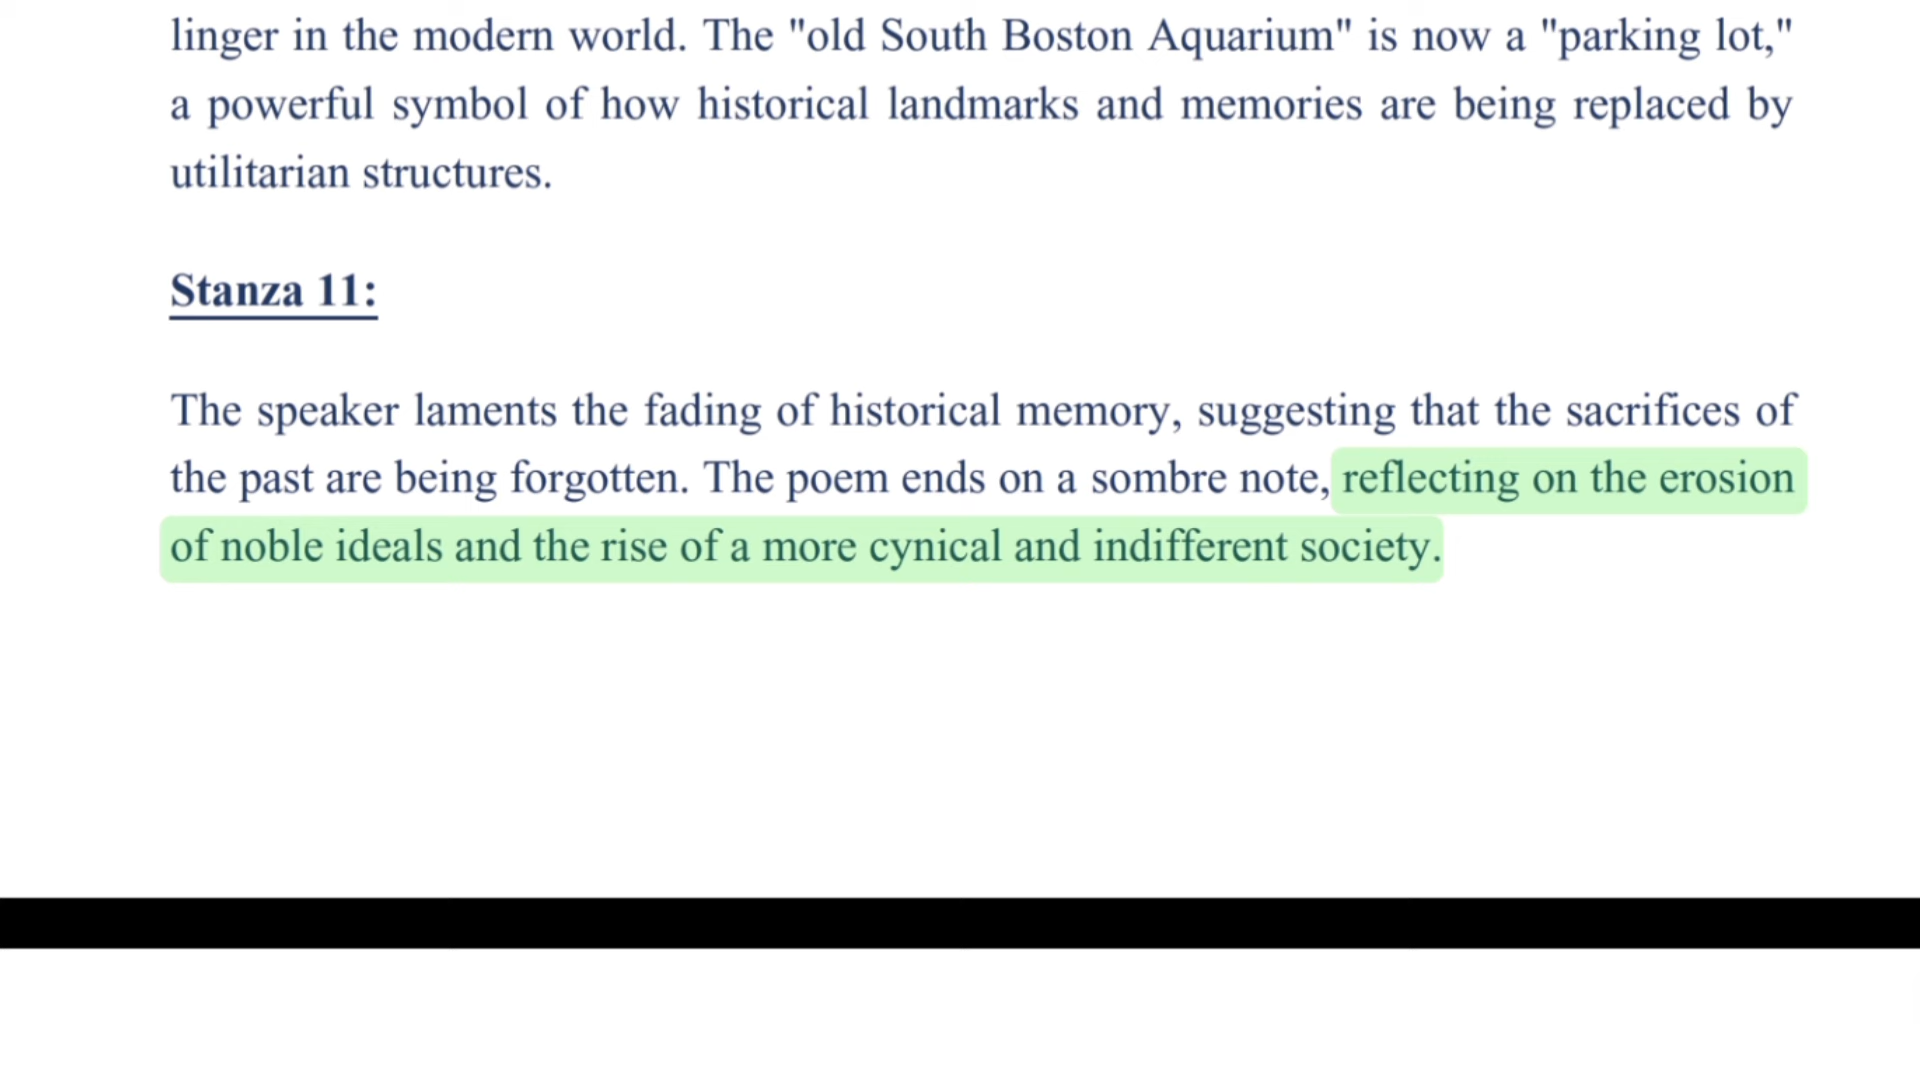 linger in the modern world. The "old South Boston Aquarium" is now a "parking lot,"
a powerful symbol of how historical landmarks and memories are being replaced by
utilitarian structures.
Stanza 11:
The speaker laments the fading of historical memory, suggesting that the sacrifices of
the past are being forgotten. The poem ends on a sombre note, reflecting on the erosion
of noble ideals and the rise of a more cynical and indifferent society.